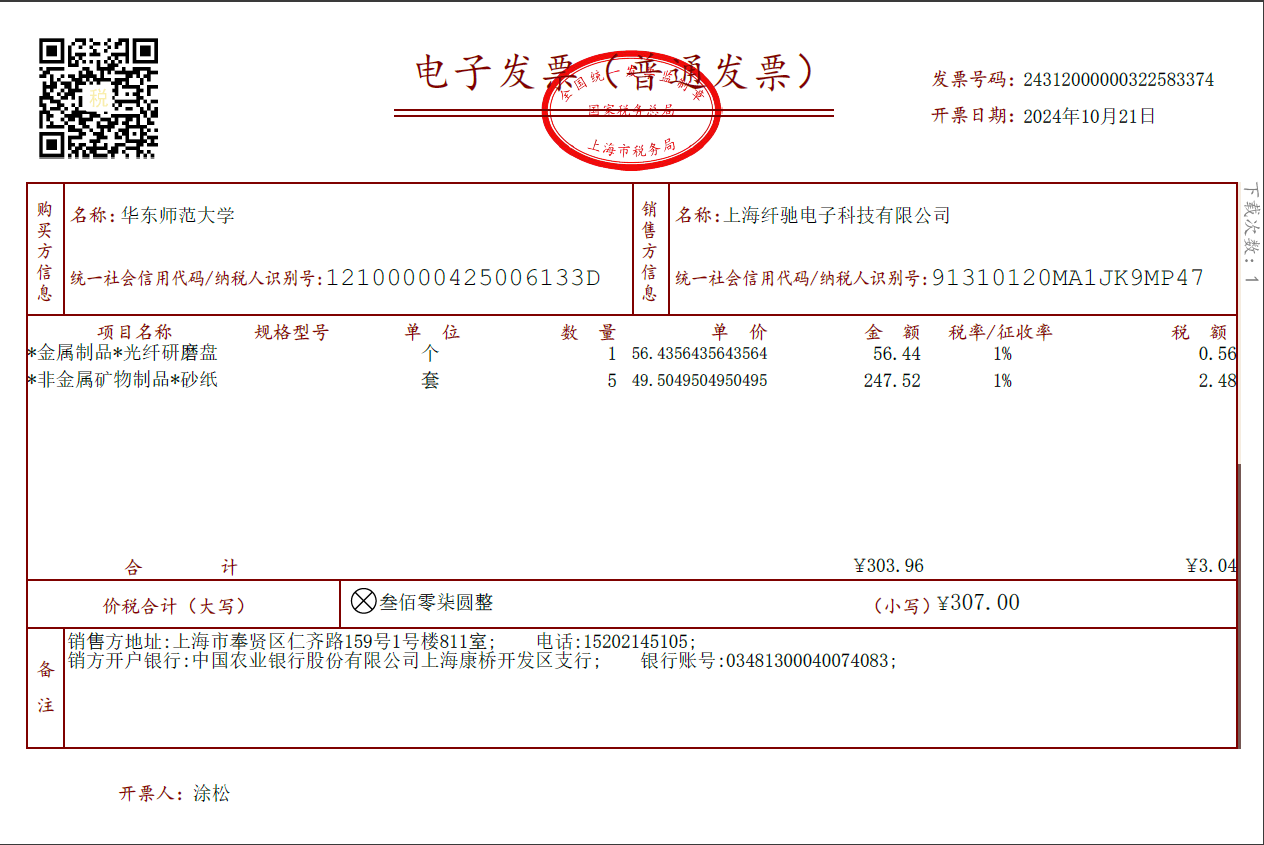 电子发票（普通发票）
全国统一发票监制章
国家税务总局
上海市税务局
税
发票号码：24312000000322583374
开票日期：2024年10月21日
下载次数：1
购买方信息
名称：华东师范大学
统一社会信用代码/纳税人识别号：12100000425006133D
销售方信息
名称：上海纤驰电子科技有限公司
统一社会信用代码/纳税人识别号：91310120MA1JK9MP47
项目名称 规格型号 单 位 数 量 单 价 金 额 税率/征收率 税 额
*金属制品*光纤研磨盘 个 1 56.4356435643564 56.44 1% 0.56
*非金属矿物制品*砂纸 套 5 49.5049504950495 247.52 1% 2.48
合 计 ¥303.96 ¥3.04
价税合计（大写） 叁佰零柒圆整 （小写）¥307.00
备注
销售方地址:上海市奉贤区仁齐路159号1号楼811室; 电话:15202145105;
销方开户银行:中国农业银行股份有限公司上海康桥开发区支行; 银行账号:03481300040074083;
开票人：涂松